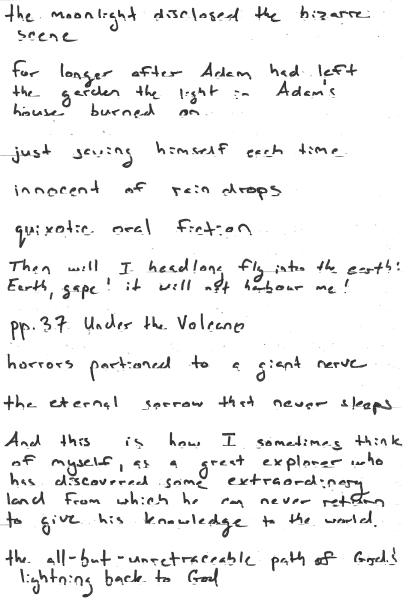 the moonlight disclosed the bizarre
scene
for longer after Adam had left
the garden the light in Adam's
house burned on
just saving himself each time
innocent of rain drops
quixotic oral fiction
Then will I headlong fly into the earth:
Earth, gape! it will not harbour me!
pp. 37 Under the Volcano
horrors portioned to a giant nerve
the eternal sorrow that never sleeps
And this is how I sometimes think
of myself, as a great explorer who
has discovered some extraordinary
land from which he can never return
to give his knowledge to the world.
the all-but-unretraceable path of God's
lightning back to God